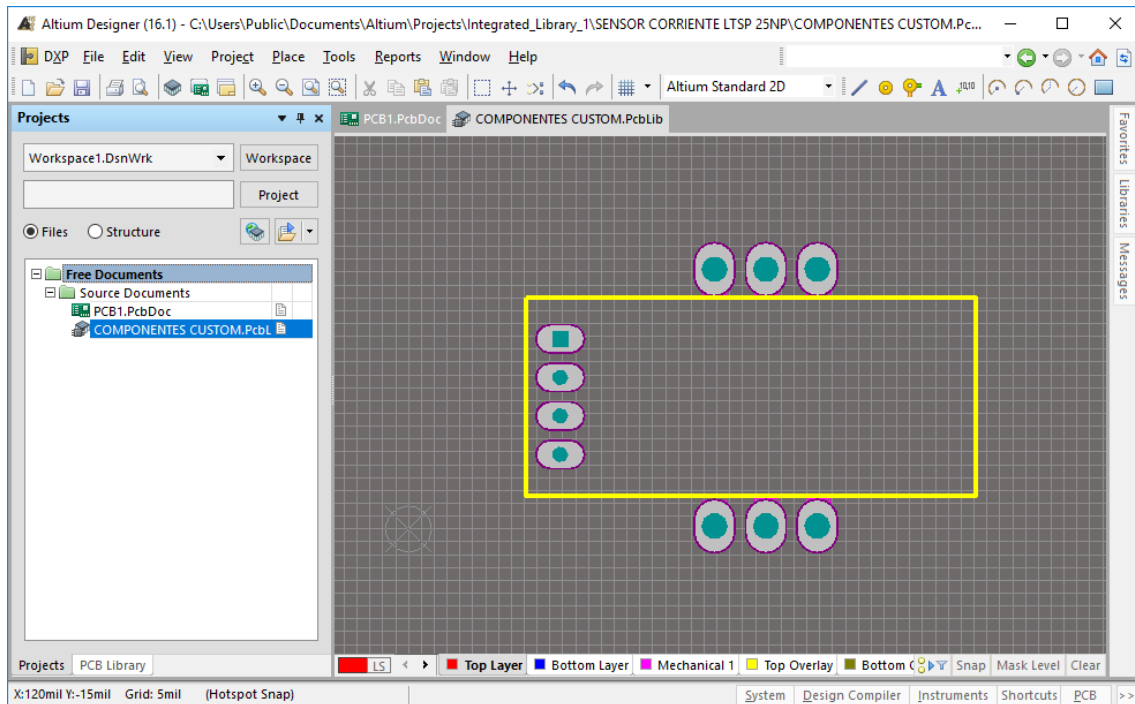 Altium Designer (16.1) - C:\Users\Public\Documents\Altium\Projects\Integrated_Library_1\SENSOR CORRIENTE LTSP 25NP\COMPONENTES CUSTOM.Pc...
DXP File Edit View Project Place Tools Reports Window Help
Altium Standard 2D
A
Projects
PCB1.PcbDoc COMPONENTES CUSTOM.PcbLib
Workspace1.DsnWrk Workspace
Project
Files Structure
Free Documents
Source Documents
PCB1.PcbDoc
COMPONENTES CUSTOM.PcbL
Favorites
Libraries
Messages
Projects PCB Library
LS Top Layer Bottom Layer Mechanical 1 Top Overlay Bottom Snap Mask Level Clear
X:120mil Y:-15mil Grid: 5mil (Hotspot Snap) System Design Compiler Instruments Shortcuts PCB >>